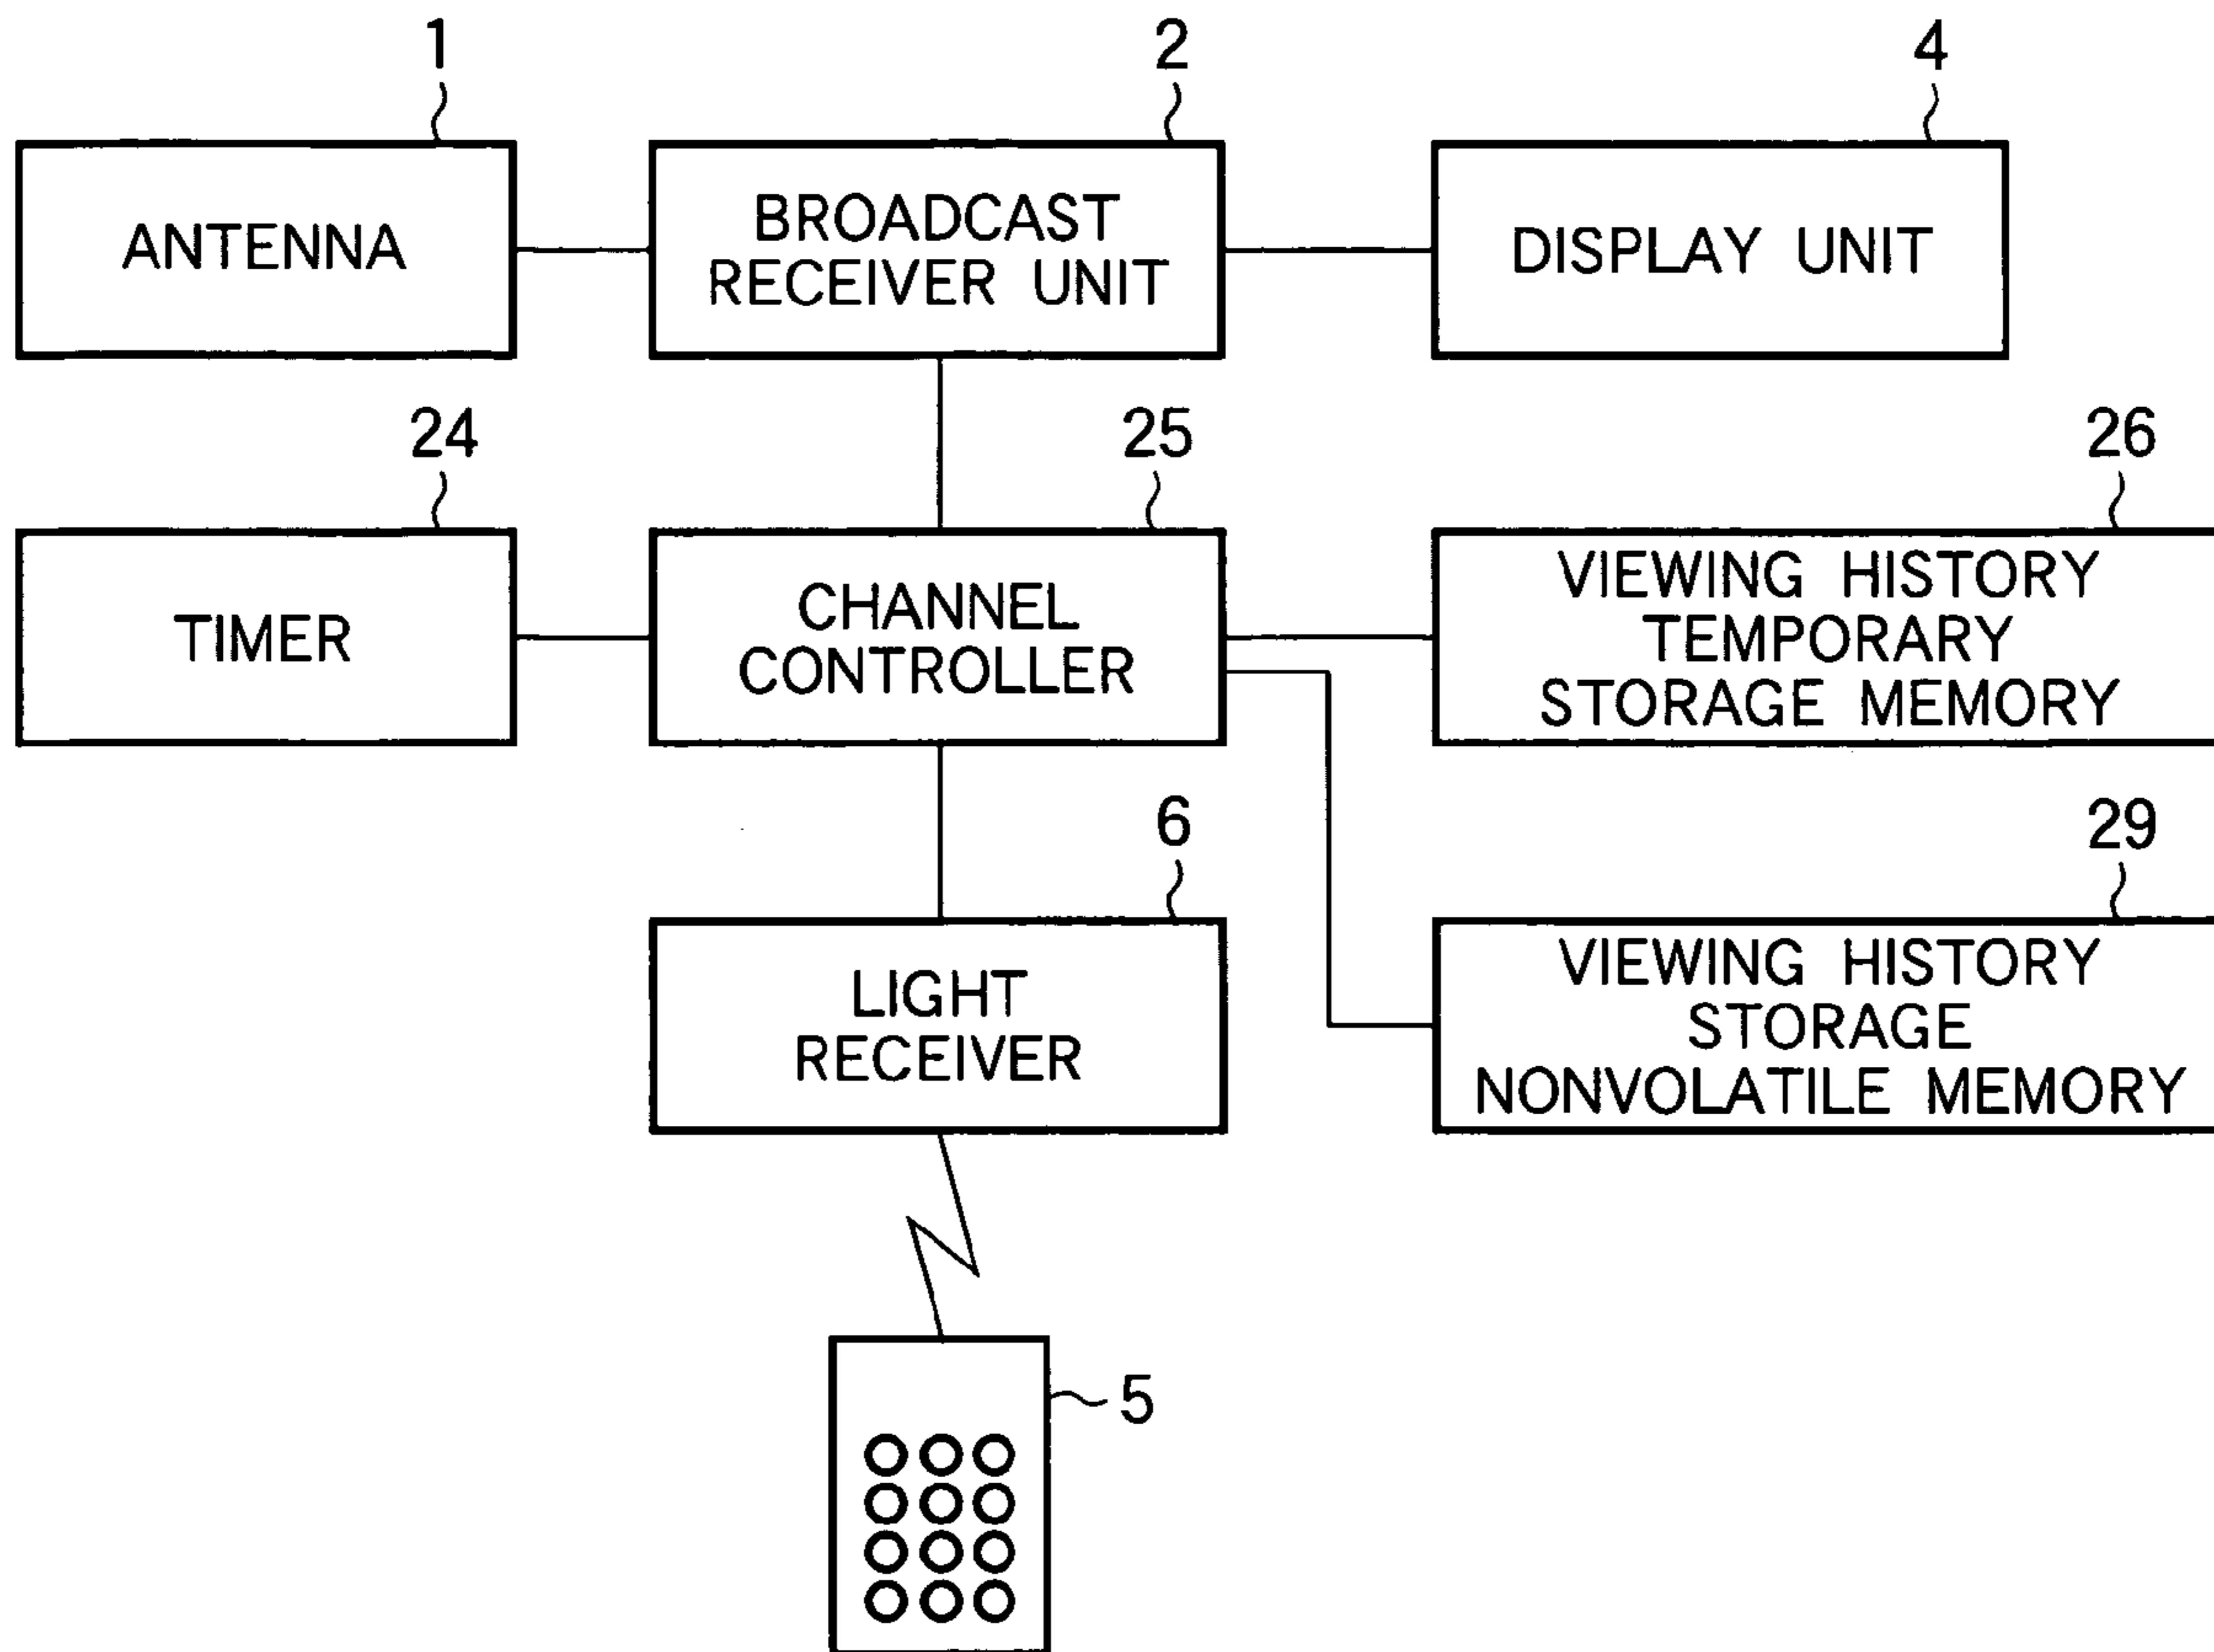 1
2
4
ANTENNA
BROADCAST
RECEIVER UNIT
DISPLAY UNIT
24
25
26
TIMER
CHANNEL
CONTROLLER
VIEWING HISTORY
TEMPORARY
STORAGE MEMORY
6
29
LIGHT
RECEIVER
VIEWING HISTORY
STORAGE
NONVOLATILE MEMORY
5